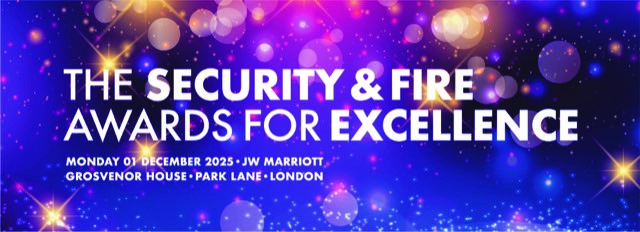 THE SECURITY & FIRE
AWARDS FOR EXCELLENCE
MONDAY 01 DECEMBER 2025 • JW MARRIOTT
GROSVENOR HOUSE • PARK LANE • LONDON